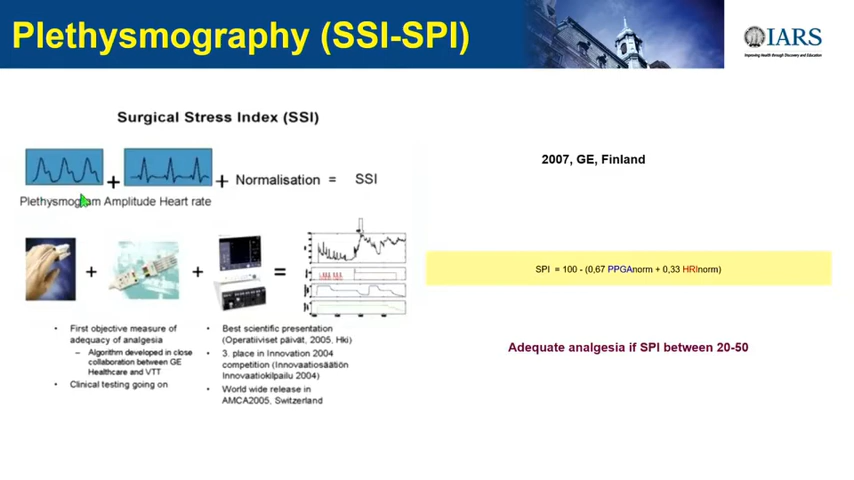 Plethysmography (SSI-SPI)
IARS
Improving Health through Discovery and Education
Surgical Stress Index (SSI)
+ + Normalisation = SSI
Plethysmogram Amplitude Heart rate
+ + =
• First objective measure of
adequacy of analgesia
– Algorithm developed in close
collaboration between GE
Healthcare and VTT
• Clinical testing going on
• Best scientific presentation
(Operatiiviset päivät, 2005, Hki)
• 3. place in Innovation 2004
competition (Innovaatiosäätiön
Innovaatiokilpailu 2004)
• World wide release in
AMCA2005, Switzerland
2007, GE, Finland
SPI = 100 - (0,67 PPGAnorm + 0,33 HRInorm)
Adequate analgesia if SPI between 20-50